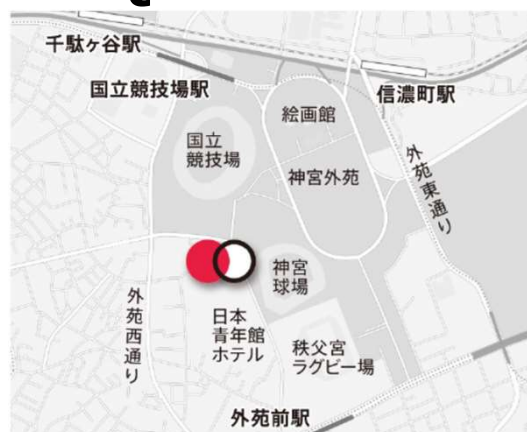 千駄ヶ谷駅
国立競技場駅
信濃町駅
絵画館
国立
競技場
神宮外苑
外苑東通り
神宮
球場
外苑西通り
日本
青年館
ホテル
秩父宮
ラグビー場
外苑前駅